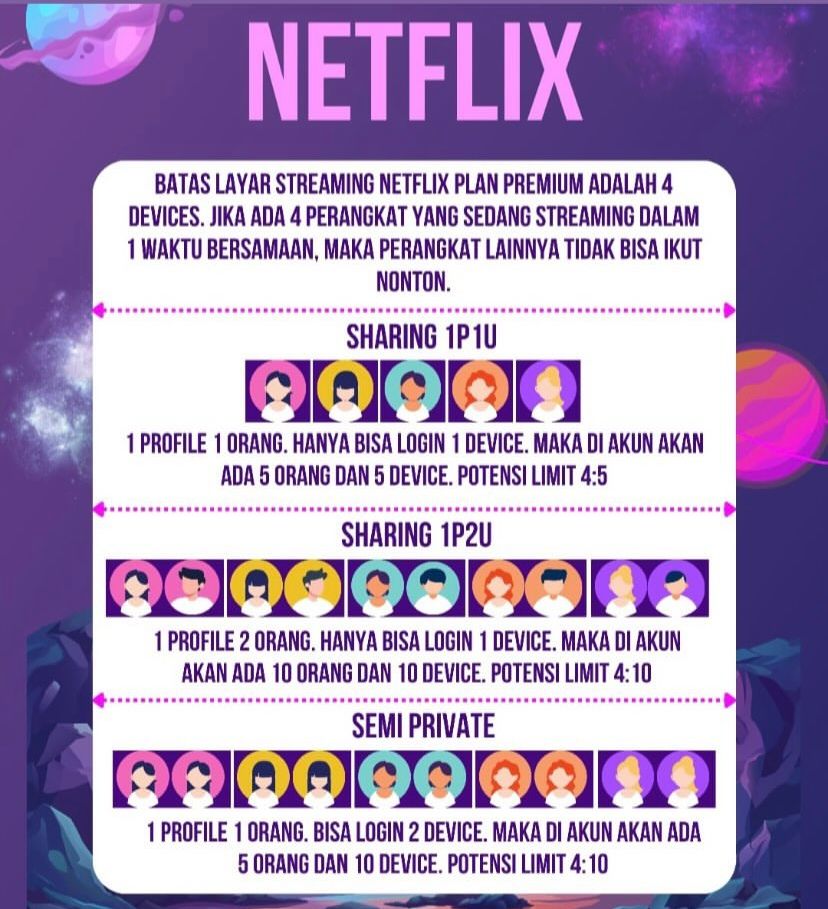 NETFLIX
BATAS LAYAR STREAMING NETFLIX PLAN PREMIUM ADALAH 4
DEVICES. JIKA ADA 4 PERANGKAT YANG SEDANG STREAMING DALAM
1 WAKTU BERSAMAAN, MAKA PERANGKAT LAINNYA TIDAK BISA IKUT
NONTON.
SHARING 1P1U
1 PROFILE 1 ORANG. HANYA BISA LOGIN 1 DEVICE. MAKA DI AKUN AKAN
ADA 5 ORANG DAN 5 DEVICE. POTENSI LIMIT 4:5
SHARING 1P2U
1 PROFILE 2 ORANG. HANYA BISA LOGIN 1 DEVICE. MAKA DI AKUN
AKAN ADA 10 ORANG DAN 10 DEVICE. POTENSI LIMIT 4:10
SEMI PRIVATE
1 PROFILE 1 ORANG. BISA LOGIN 2 DEVICE. MAKA DI AKUN AKAN ADA
5 ORANG DAN 10 DEVICE. POTENSI LIMIT 4:10